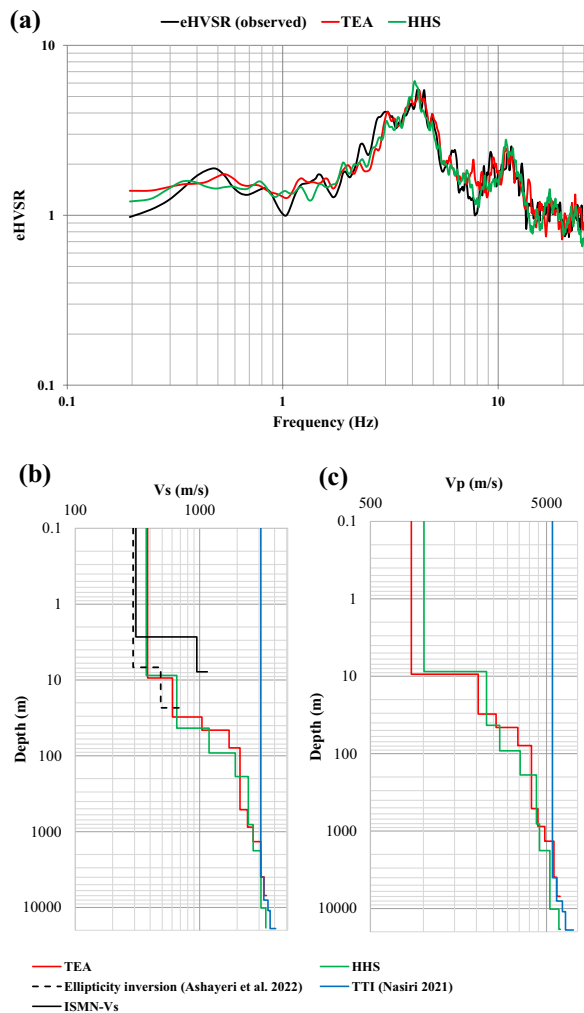 (a)
eHVSR (observed) TEA HHS
10
1
0.1
eHVSR
0.1 1 10
Frequency (Hz)
(b)
Vs (m/s)
100 1000
0.1
1
10
100
1000
10000
Depth (m)
(c)
Vp (m/s)
500 5000
0.1
1
10
100
1000
10000
Depth (m)
TEA HHS
Ellipticity inversion (Ashayeri et al. 2022) TTI (Nasiri 2021)
ISMN-Vs